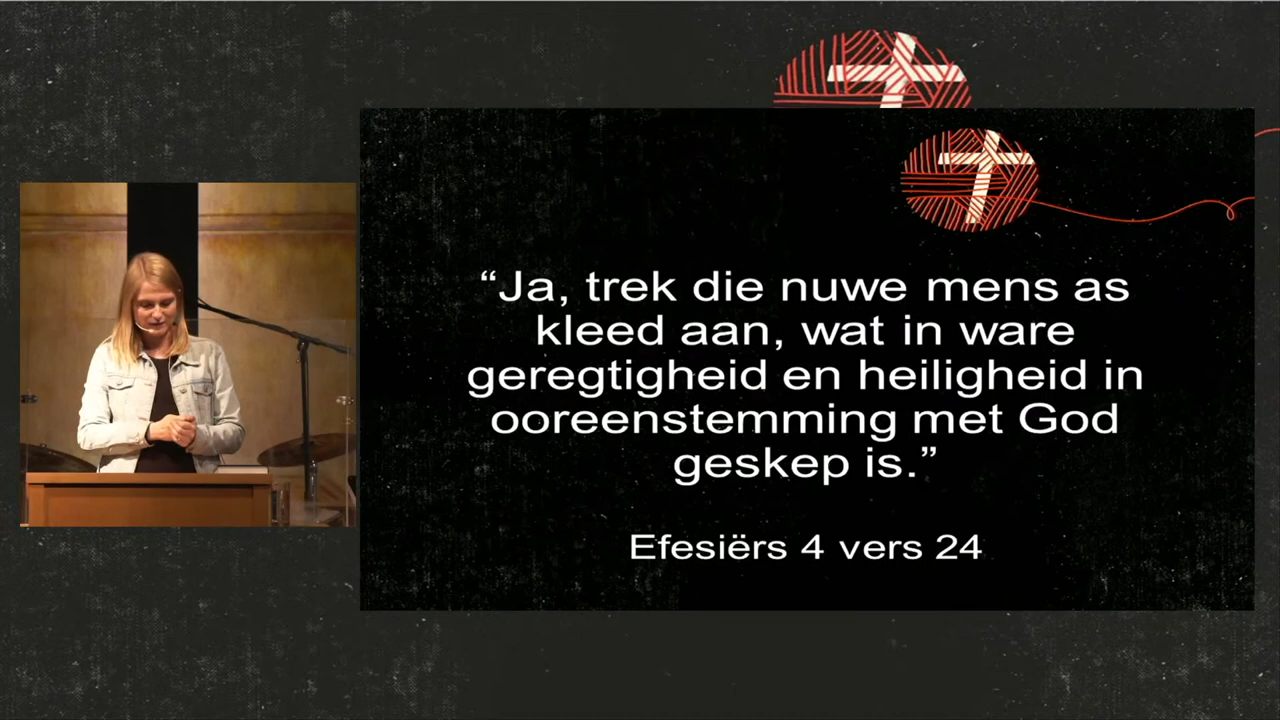 “Ja, trek die nuwe mens as
kleed aan, wat in ware
geregtigheid en heiligheid in
ooreenstemming met God
geskep is.”
Efesiërs 4 vers 24